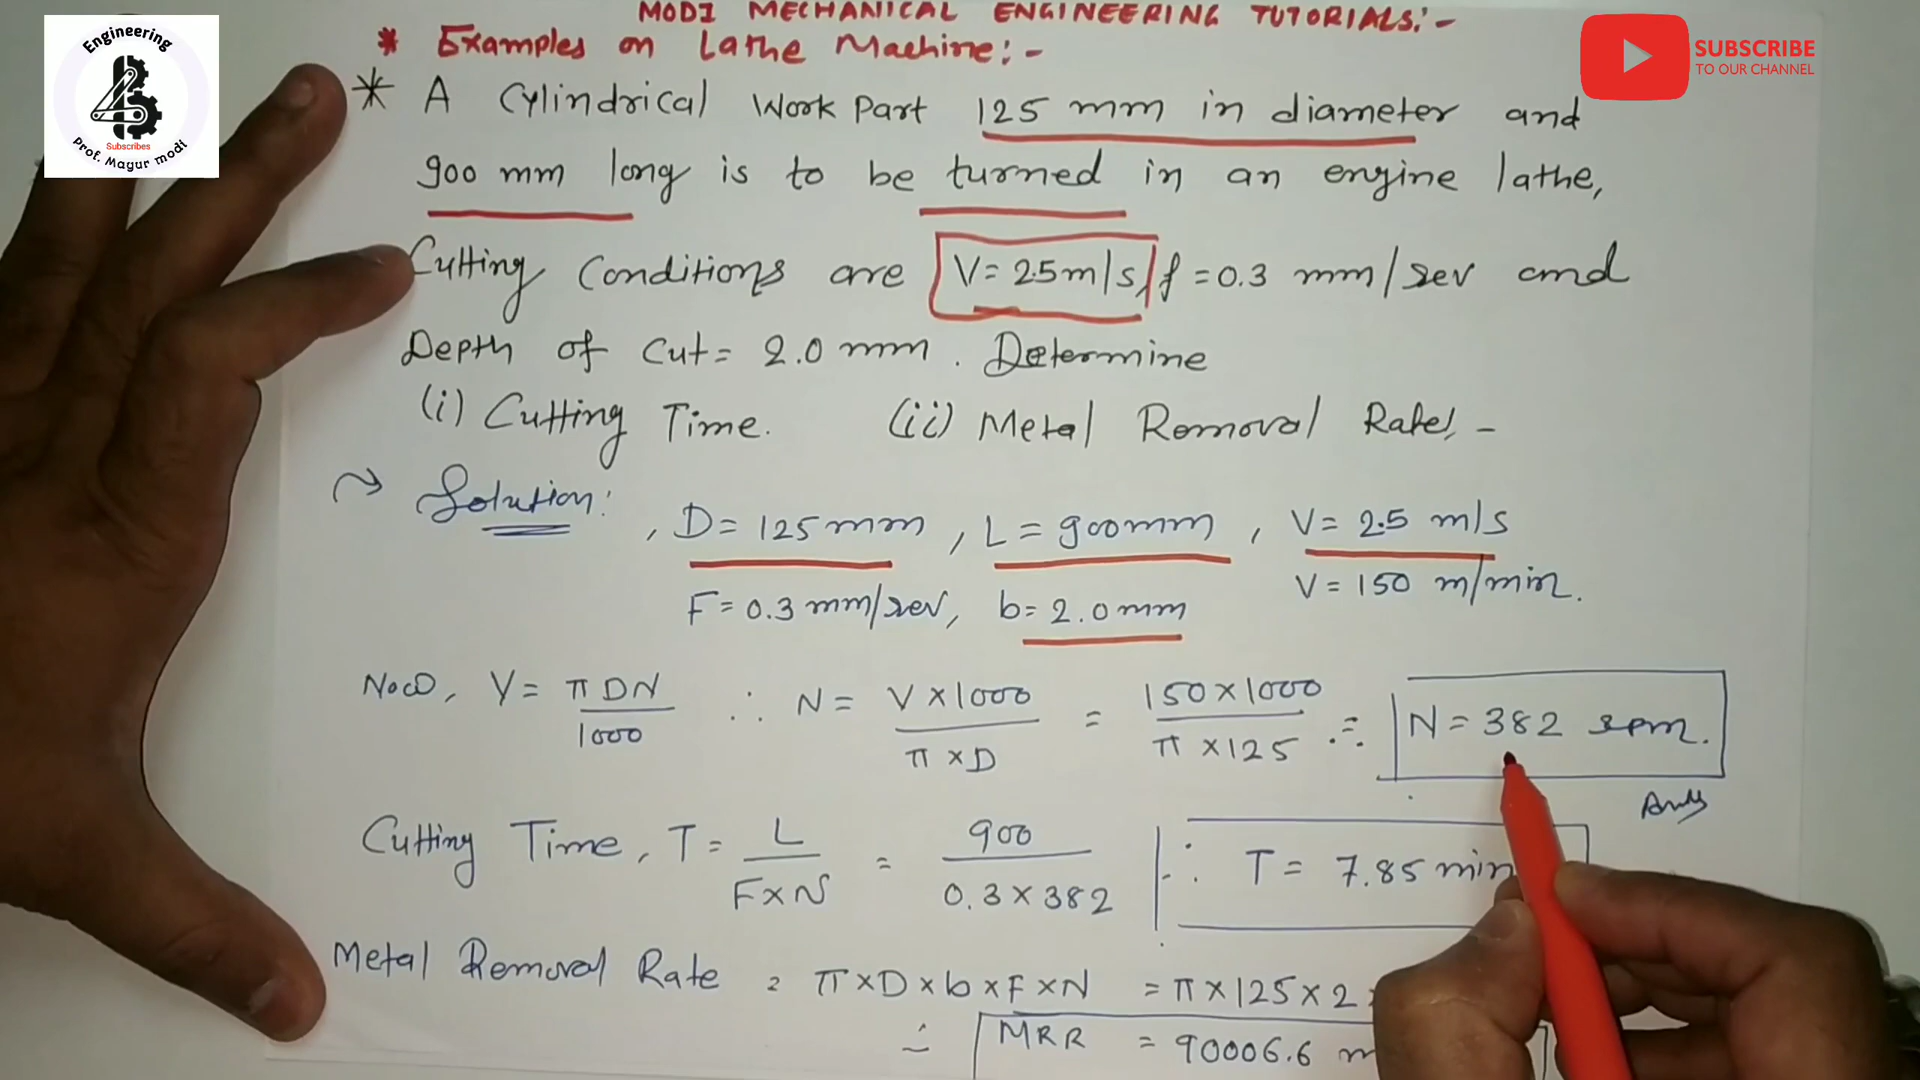 MODI MECHANICAL ENGINEERING TUTORIALS:-
* Examples on Lathe Machine:-
Engineering
Subscribes
Prof. Mayur modi
SUBSCRIBE
TO OUR CHANNEL
* A Cylindrical Work Part 125 mm in diameter and
900 mm long is to be turned in an engine lathe,
Cutting Conditions are V= 2.5 m/s, f = 0.3 mm/rev and
Depth of Cut= 2.0 mm. Determine
(i) Cutting Time. (ii) Metal Removal Rate,-
Solution:
, D= 125 mm, L = 900mm, V= 2.5 m/s
F= 0.3 mm/rev, b= 2.0 mm V= 150 m/min.
Now, V= πDN/1000 ∴ N= V×1000/π×D = 150×1000/π×125 ∴ N= 382 rpm.
Ans
Cutting Time, T= L/F×N = 900/0.3×382 ∴ T= 7.85 min
Metal Removal Rate = π×D×b×F×N = π×125×2
∴ MRR = 90006.6